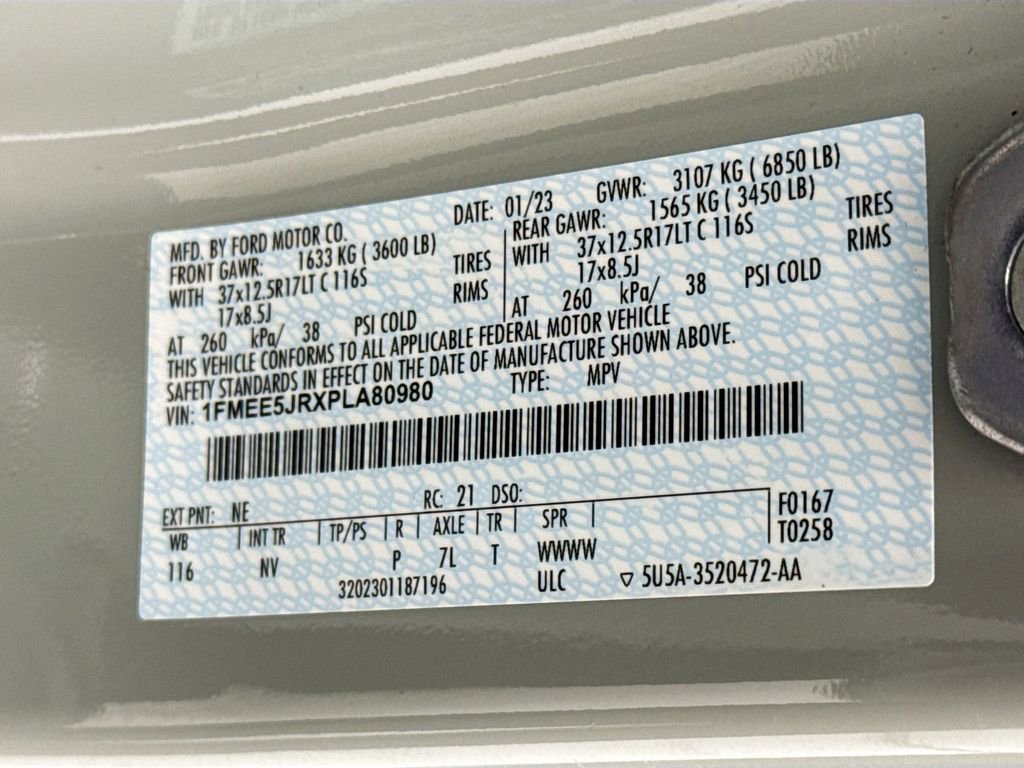 MFD. BY FORD MOTOR CO. DATE: 01/23 GVWR: 3107 KG ( 6850 LB)
FRONT GAWR: 1633 KG ( 3600 LB) REAR GAWR: 1565 KG ( 3450 LB)
WITH 37x12.5R17LT C 116S TIRES WITH 37x12.5R17LT C 116S TIRES
17x8.5J RIMS 17x8.5J RIMS
AT 260 kPa/ 38 PSI COLD AT 260 kPa/ 38 PSI COLD
THIS VEHICLE CONFORMS TO ALL APPLICABLE FEDERAL MOTOR VEHICLE
SAFETY STANDARDS IN EFFECT ON THE DATE OF MANUFACTURE SHOWN ABOVE.
VIN: 1FMEE5JRXPLA80980 TYPE: MPV
EXT PNT: NE RC: 21 DSO: F0167
WB INT TR TP/PS R AXLE TR SPR T0258
116 NV P 7L T WWWW
3202301187196 ULC ▽ 5U5A-3520472-AA